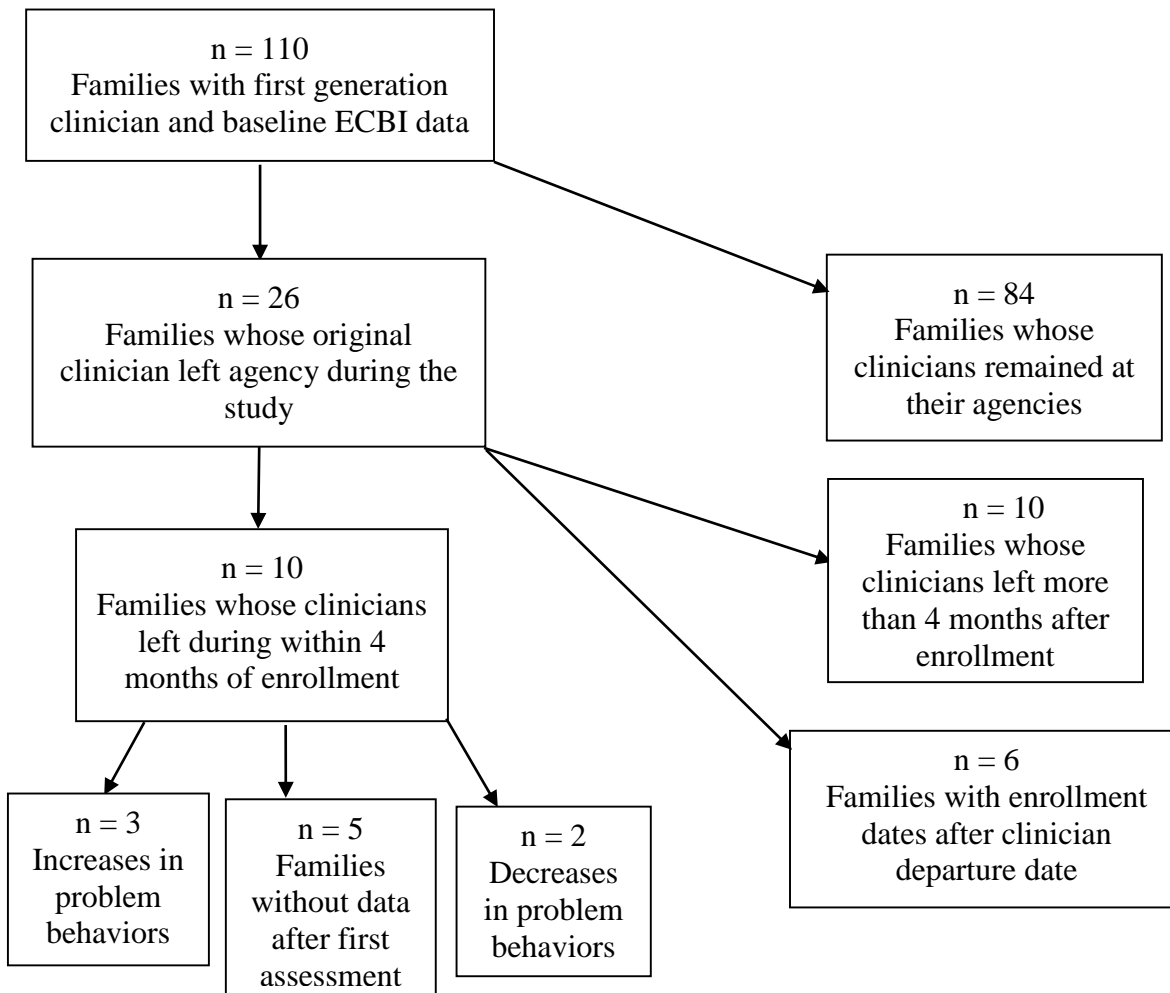 n = 110
Families with first generation
clinician and baseline ECBI data
n = 26
Families whose original
clinician left agency during the
study
n = 84
Families whose
clinicians remained at
their agencies
n = 10
Families whose clinicians
left during within 4
months of enrollment
n = 10
Families whose
clinicians left more
than 4 months after
enrollment
n = 6
Families with enrollment
dates after clinician
departure date
n = 3
Increases in
problem
behaviors
n = 5
Families
without data
after first
assessment
n = 2
Decreases
in problem
behaviors